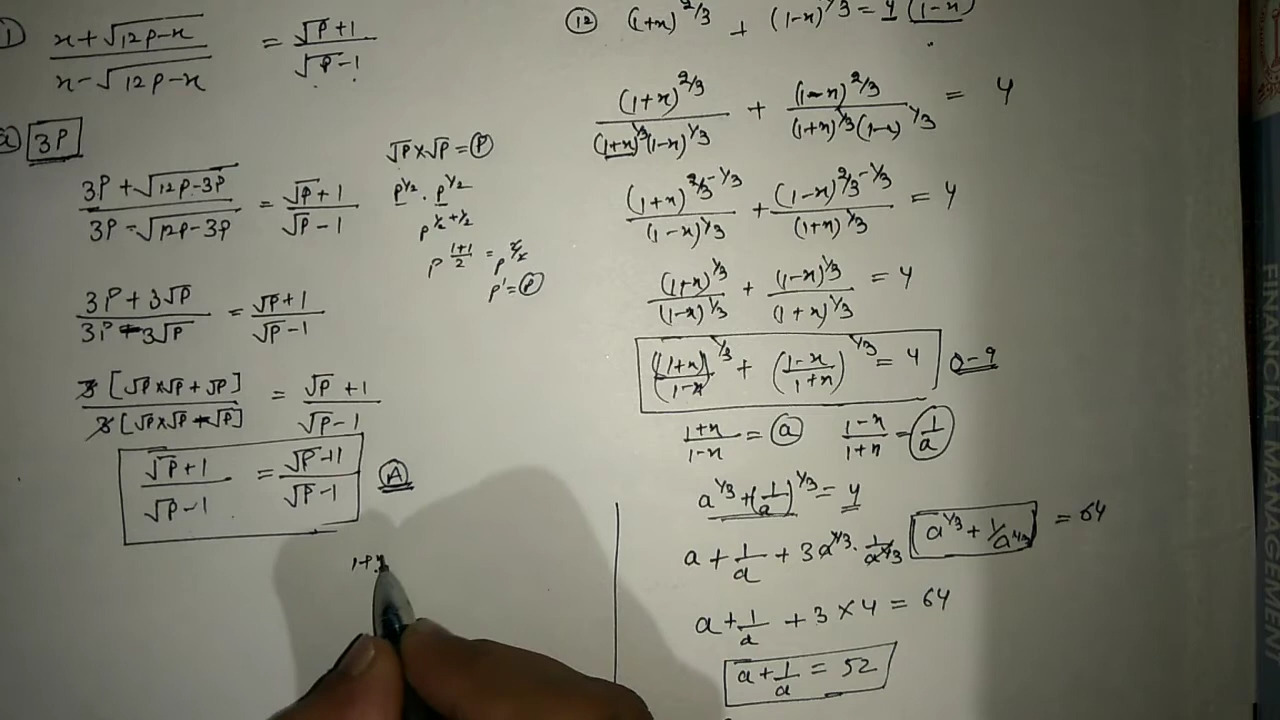 1) x+√12p-x / x-√12p-x = √p+1 / √p-1
a) 3P
3P+√12p-3p / 3p-√12p-3p = √p+1 / √p-1
√p×√p = p
p^1/2 . p^1/2
p^1/2+1/2
p^(1+1)/2 = p^2/2
p' = p
3P+3√p / 3p-3√p = √p+1 / √p-1
3[√p×√p+√p] / 3[√p×√p-√p] = √p+1 / √p-1
√p+1 / √p-1 = √p+1 / √p-1 A
1+x
12 (1+x)^2/3 + (1-x)^2/3 = 4 (1-x)
(1+x)^2/3 / (1+x)^1/3(1-x)^1/3 + (1-x)^2/3 / (1+x)^1/3(1-x)^1/3 = 4
(1+x)^2/3-1/3 / (1-x)^1/3 + (1-x)^2/3-1/3 / (1+x)^1/3 = 4
(1+x)^1/3 / (1-x)^1/3 + (1-x)^1/3 / (1+x)^1/3 = 4
((1+x)/(1-x))^1/3 + ((1-x)/(1+x))^1/3 = 4 Q-9
1+x / 1-x = a 1-x / 1+x = 1/a
a^1/3 + (1/a)^1/3 = 4
a + 1/a + 3a^1/3 . 1/a^1/3 [a^1/3 + 1/a^1/3] = 64
a + 1/a + 3×4 = 64
a + 1/a = 52
FINANCIAL MANAGEMENT